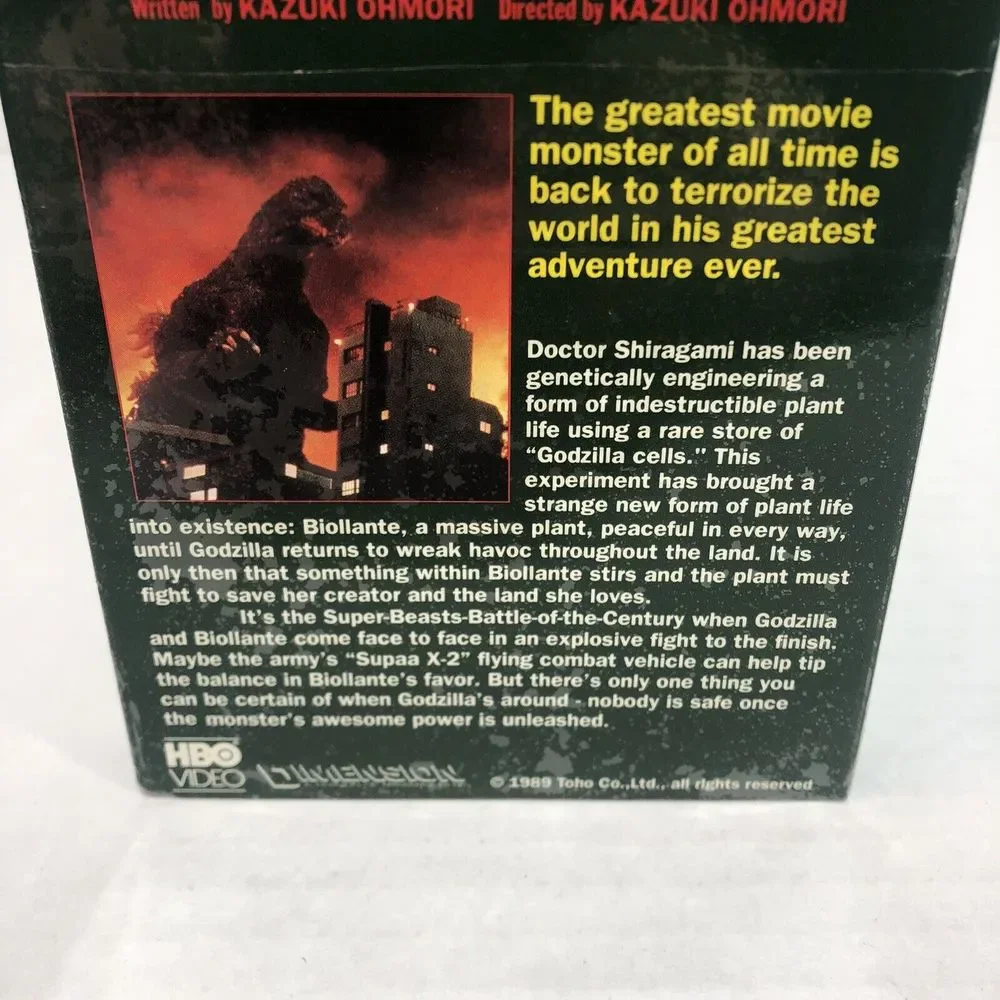 Written by KAZUKI OHMORI Directed by KAZUKI OHMORI
The greatest movie
monster of all time is
back to terrorize the
world in his greatest
adventure ever.
Doctor Shiragami has been
genetically engineering a
form of indestructible plant
life using a rare store of
“Godzilla cells.” This
experiment has brought a
strange new form of plant life
into existence: Biollante, a massive plant, peaceful in every way,
until Godzilla returns to wreak havoc throughout the land. It is
only then that something within Biollante stirs and the plant must
fight to save her creator and the land she loves.
It's the Super-Beasts-Battle-of-the-Century when Godzilla
and Biollante come face to face in an explosive fight to the finish.
Maybe the army's “Supaa X-2” flying combat vehicle can help tip
the balance in Biollante's favor. But there's only one thing you
can be certain of when Godzilla's around - nobody is safe once
the monster's awesome power is unleashed.
HBO
VIDEO
DIMENSION
© 1989 Toho Co.,Ltd., all rights reserved